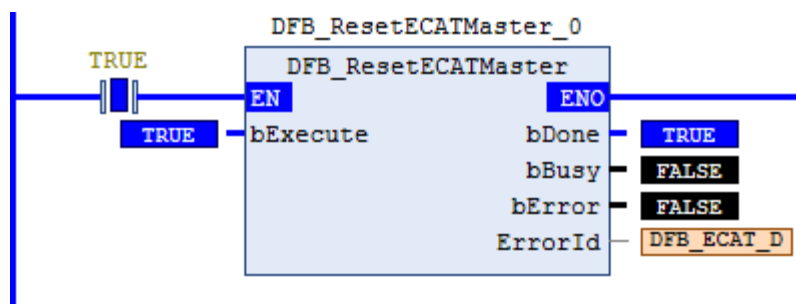 DFB_ResetECATMaster_0
TRUE
DFB_ResetECATMaster
EN ENO
TRUE bExecute bDone TRUE
bBusy FALSE
bError FALSE
ErrorId DFB_ECAT_D